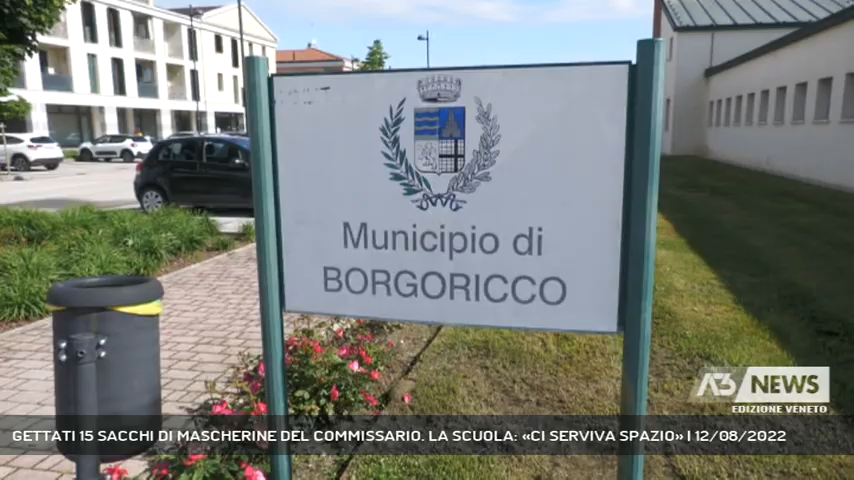 Municipio di
BORGORICCO
A3 NEWS
EDIZIONE VENETO
GETTATI 15 SACCHI DI MASCHERINE DEL COMMISSARIO. LA SCUOLA: «CI SERVIVA SPAZIO» | 12/08/2022